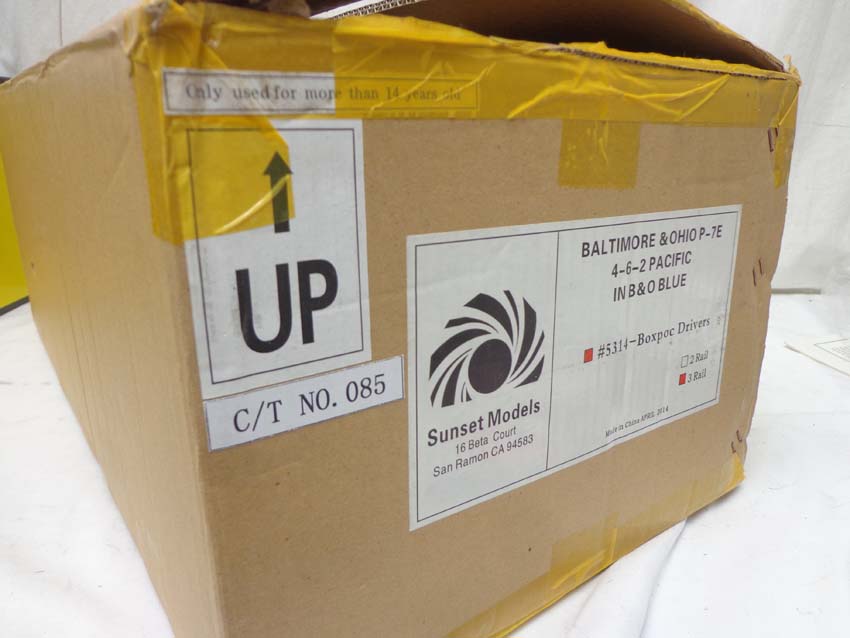 Only used for more than 14 years old
UP
C/T NO. 085
Sunset Models
16 Beta Court
San Ramon CA 94583
BALTIMORE & OHIO P-7E
4-6-2 PACIFIC
IN B&O BLUE
#5314-Boxpoc Drivers
2 Rail
3 Rail
Made in China APRIL 2014